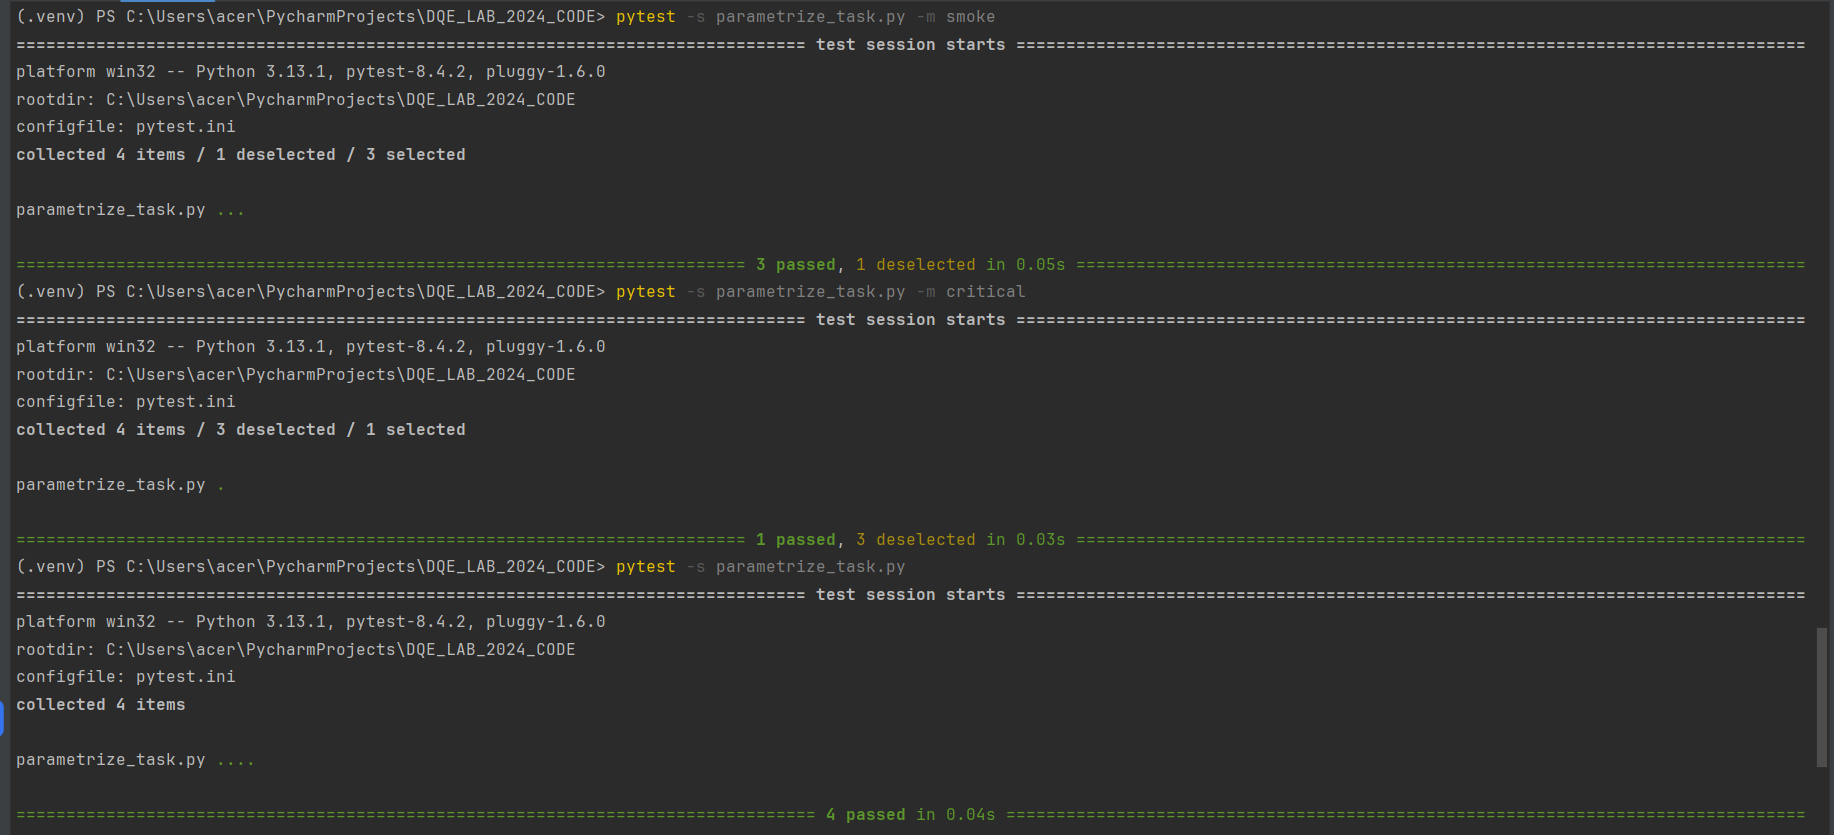 (.venv) PS C:\Users\acer\PycharmProjects\DQE_LAB_2024_CODE> pytest -s parametrize_task.py -m smoke
=============================================================================== test session starts ===============================================================================
platform win32 -- Python 3.13.1, pytest-8.4.2, pluggy-1.6.0
rootdir: C:\Users\acer\PycharmProjects\DQE_LAB_2024_CODE
configfile: pytest.ini
collected 4 items / 1 deselected / 3 selected
parametrize_task.py ...
========================================================================= 3 passed, 1 deselected in 0.05s =========================================================================
(.venv) PS C:\Users\acer\PycharmProjects\DQE_LAB_2024_CODE> pytest -s parametrize_task.py -m critical
=============================================================================== test session starts ===============================================================================
platform win32 -- Python 3.13.1, pytest-8.4.2, pluggy-1.6.0
rootdir: C:\Users\acer\PycharmProjects\DQE_LAB_2024_CODE
configfile: pytest.ini
collected 4 items / 3 deselected / 1 selected
parametrize_task.py .
========================================================================= 1 passed, 3 deselected in 0.03s =========================================================================
(.venv) PS C:\Users\acer\PycharmProjects\DQE_LAB_2024_CODE> pytest -s parametrize_task.py
=============================================================================== test session starts ===============================================================================
platform win32 -- Python 3.13.1, pytest-8.4.2, pluggy-1.6.0
rootdir: C:\Users\acer\PycharmProjects\DQE_LAB_2024_CODE
configfile: pytest.ini
collected 4 items
parametrize_task.py ....
================================================================================ 4 passed in 0.04s ================================================================================